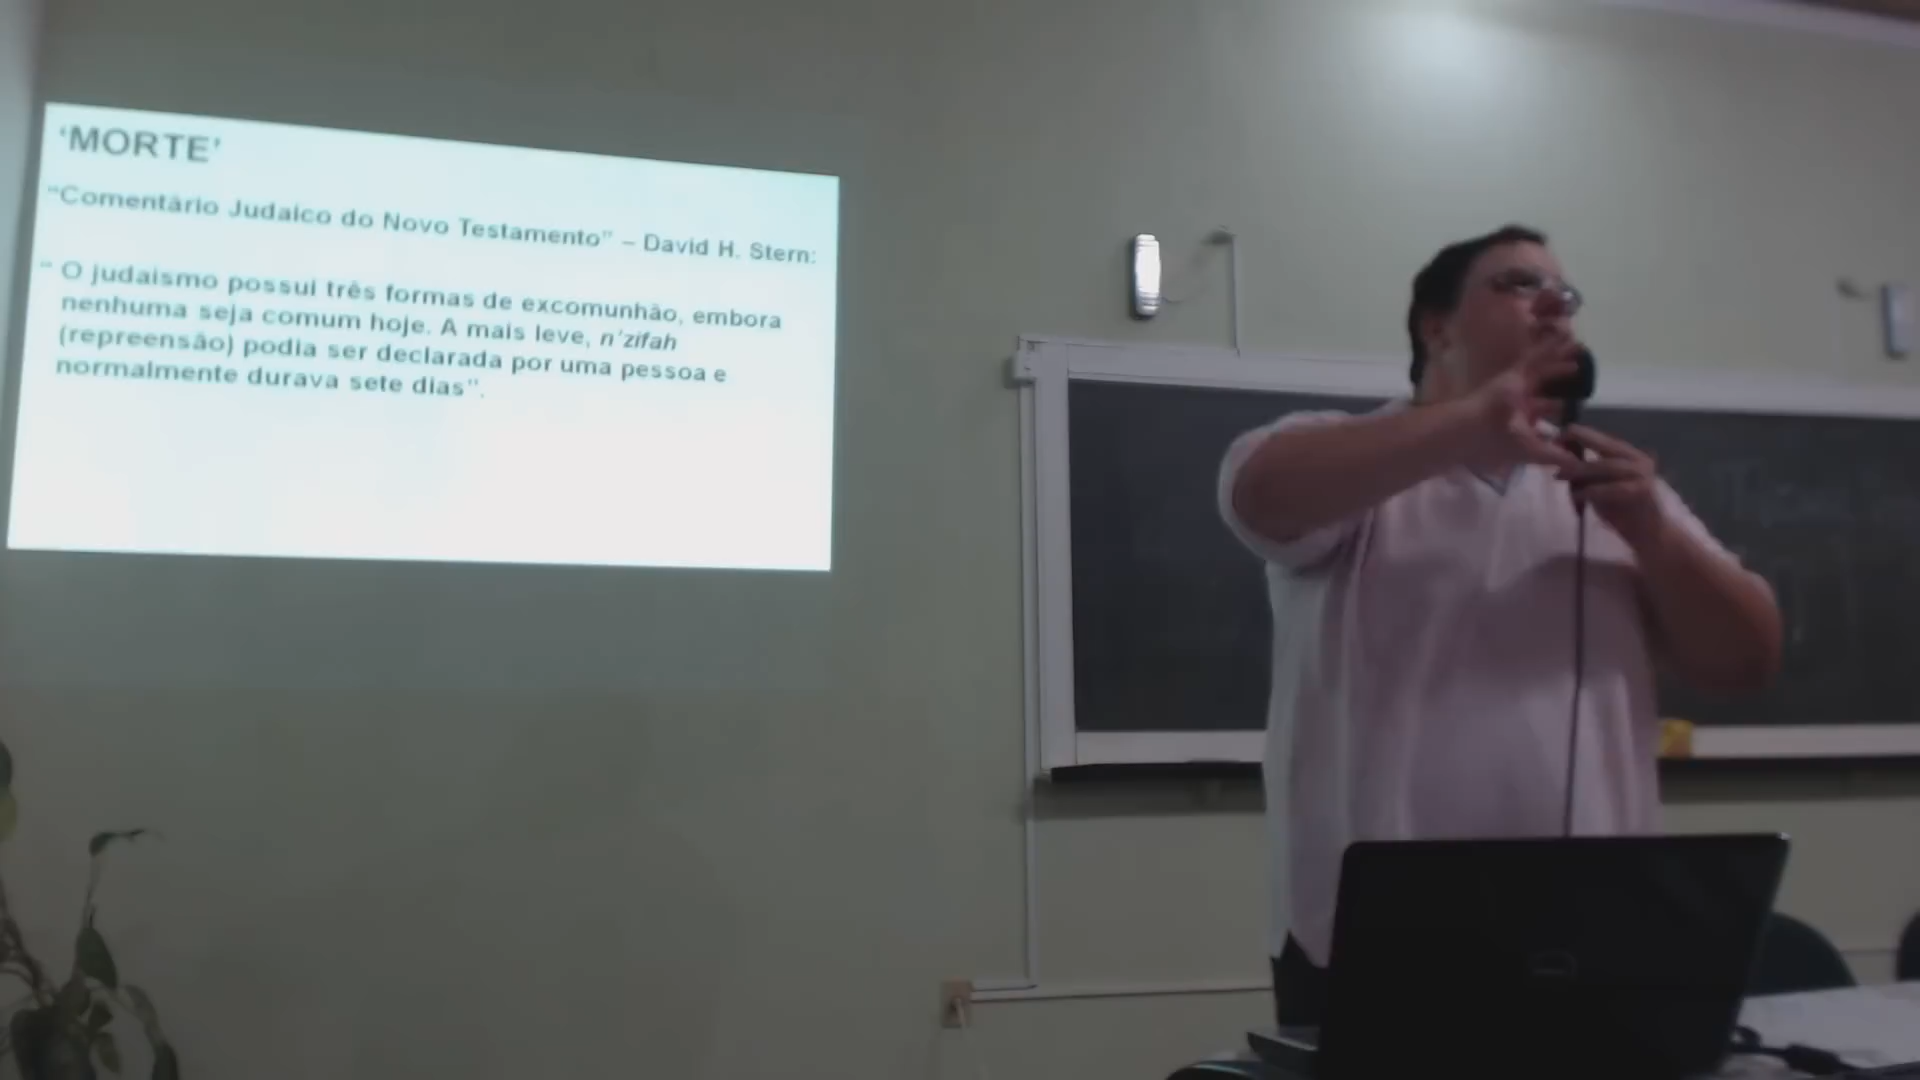 ‘MORTE’
“Comentário Judaico do Novo Testamento” – David H. Stern:
“ O judaísmo possui três formas de excomunhão, embora
nenhuma seja comum hoje. A mais leve, n’zifah
(repreensão) podia ser declarada por uma pessoa e
normalmente durava sete dias”.